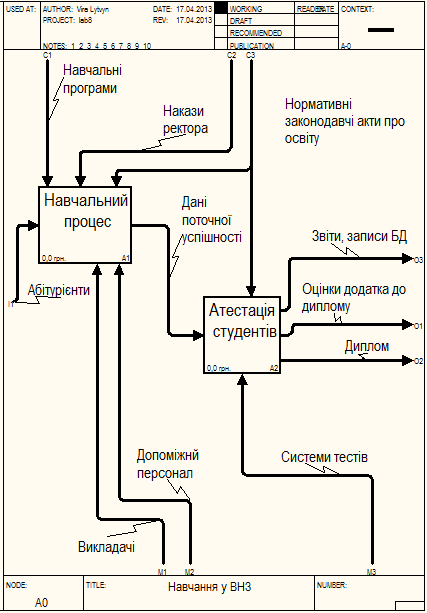 USED AT: AUTHOR: Vira Lytvyn DATE: 17.04.2013 WORKING READER DATE CONTEXT:
PROJECT: lab8 REV: 17.04.2013 DRAFT
RECOMMENDED
NOTES: 1 2 3 4 5 6 7 8 9 10 PUBLICATION A-0
C1 C2 C3
Навчальні
програми
Накази
ректора
Нормативні
законодавчі акти про
освіту
Навчальний
процес
0,0 грн. A1
Дані
поточної
успішності
Звіти, записи БД
O3
Абітурієнти
I1
Оцінки додатка до
диплому
O1
Атестація
студентів
0,0 грн. A2
Диплом
O2
Допоміжнй
персонал
Системи тестів
Викладачі
M1 M2 M3
NODE: TITLE: Навчання у ВНЗ NUMBER:
A0